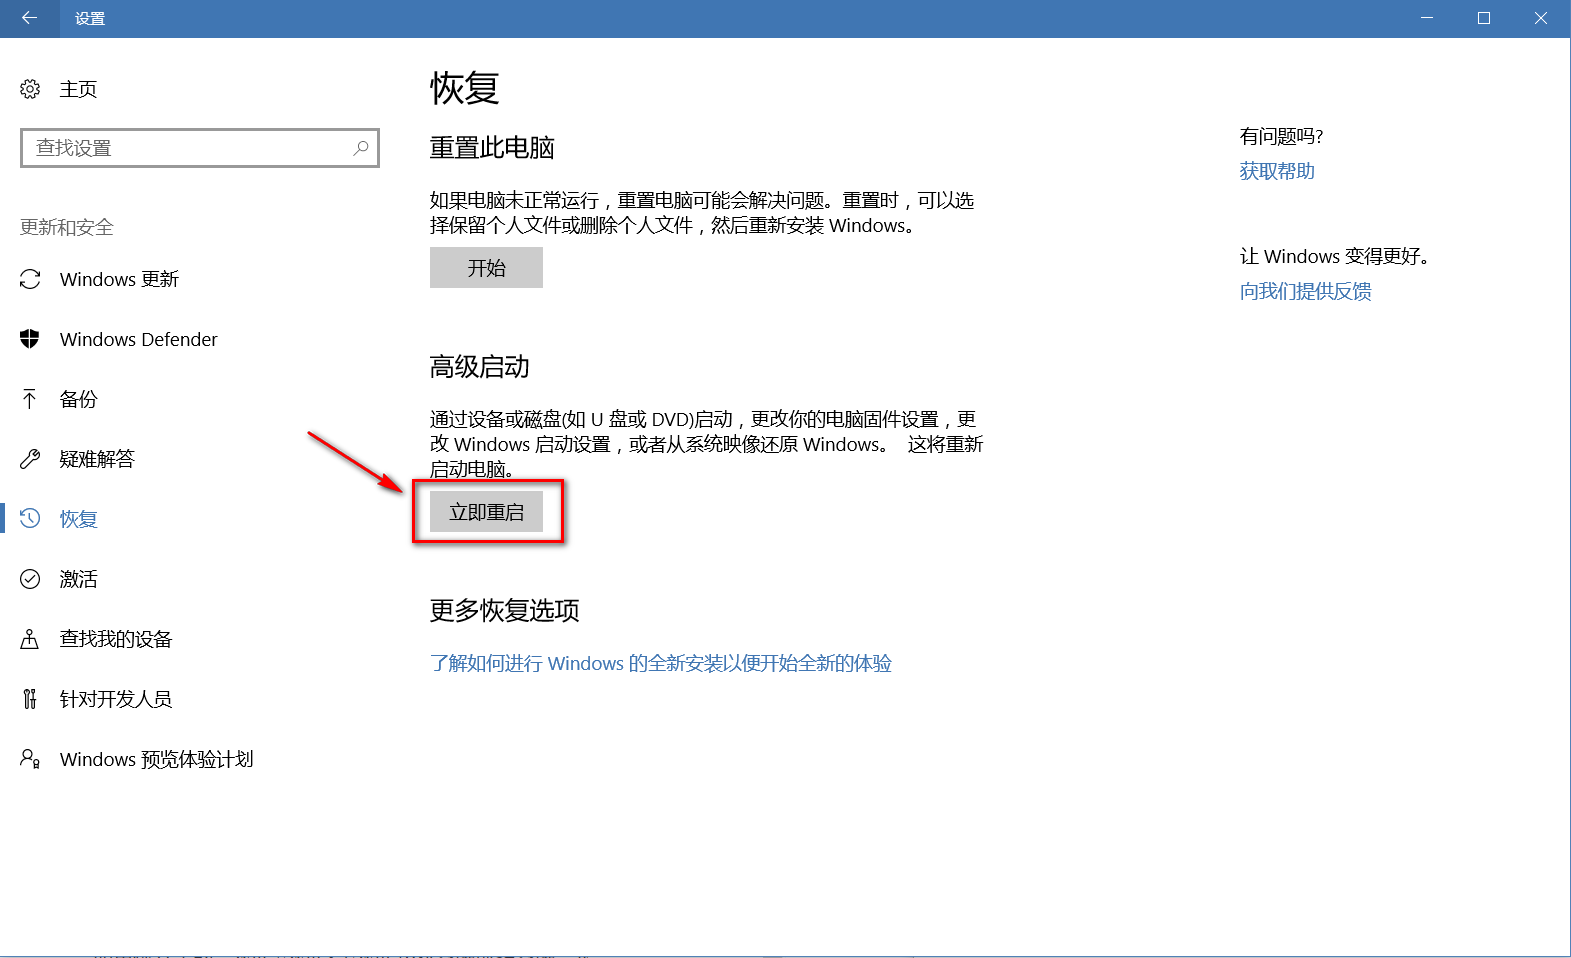 设置
主页
查找设置
更新和安全
Windows 更新
Windows Defender
备份
疑难解答
恢复
激活
查找我的设备
针对开发人员
Windows 预览体验计划
恢复
重置此电脑
如果电脑未正常运行，重置电脑可能会解决问题。重置时，可以选
择保留个人文件或删除个人文件，然后重新安装 Windows。
开始
高级启动
通过设备或磁盘(如 U 盘或 DVD)启动，更改你的电脑固件设置，更
改 Windows 启动设置，或者从系统映像还原 Windows。 这将重新
启动电脑。
立即重启
更多恢复选项
了解如何进行 Windows 的全新安装以便开始全新的体验
有问题吗?
获取帮助
让 Windows 变得更好。
向我们提供反馈